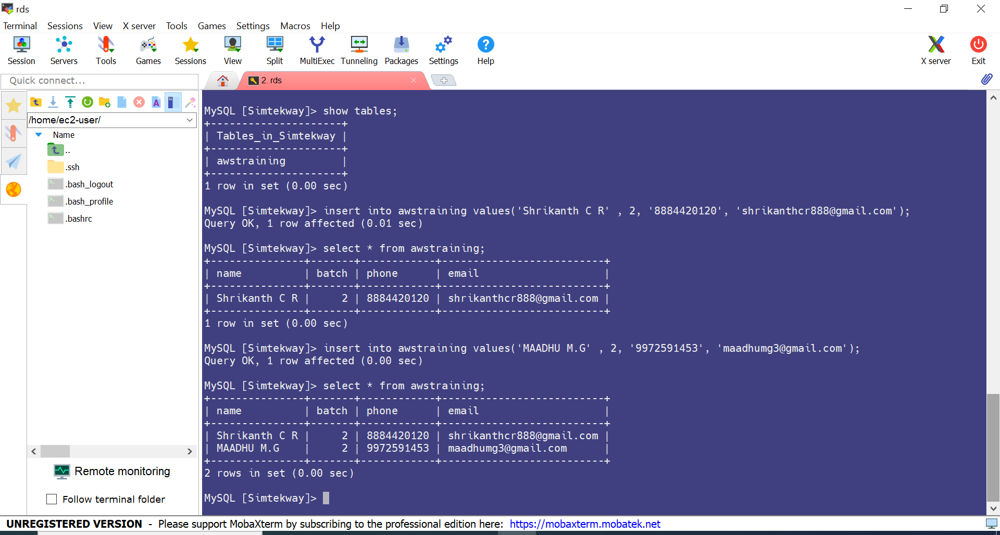 rds
Terminal Sessions View X server Tools Games Settings Macros Help
Session Servers Tools Games Sessions View Split MultiExec Tunneling Packages Settings Help X server Exit
Quick connect...
2. rds
/home/ec2-user/
Name
..
.ssh
.bash_logout
.bash_profile
.bashrc
Remote monitoring
Follow terminal folder
MySQL [Simtekway]> show tables;
+---------------------+
| Tables_in_Simtekway |
+---------------------+
| awstraining         |
+---------------------+
1 row in set (0.00 sec)
MySQL [Simtekway]> insert into awstraining values('Shrikanth C R' , 2, '8884420120', 'shrikanthcr888@gmail.com');
Query OK, 1 row affected (0.01 sec)
MySQL [Simtekway]> select * from awstraining;
+---------------+-------+------------+--------------------------+
| name          | batch | phone      | email                    |
+---------------+-------+------------+--------------------------+
| Shrikanth C R |     2 | 8884420120 | shrikanthcr888@gmail.com |
+---------------+-------+------------+--------------------------+
1 row in set (0.00 sec)
MySQL [Simtekway]> insert into awstraining values('MAADHU M.G' , 2, '9972591453', 'maadhumg3@gmail.com');
Query OK, 1 row affected (0.00 sec)
MySQL [Simtekway]> select * from awstraining;
+---------------+-------+------------+--------------------------+
| name          | batch | phone      | email                    |
+---------------+-------+------------+--------------------------+
| Shrikanth C R |     2 | 8884420120 | shrikanthcr888@gmail.com |
| MAADHU M.G    |     2 | 9972591453 | maadhumg3@gmail.com      |
+---------------+-------+------------+--------------------------+
2 rows in set (0.00 sec)
MySQL [Simtekway]>
UNREGISTERED VERSION - Please support MobaXterm by subscribing to the professional edition here: https://mobaxterm.mobatek.net